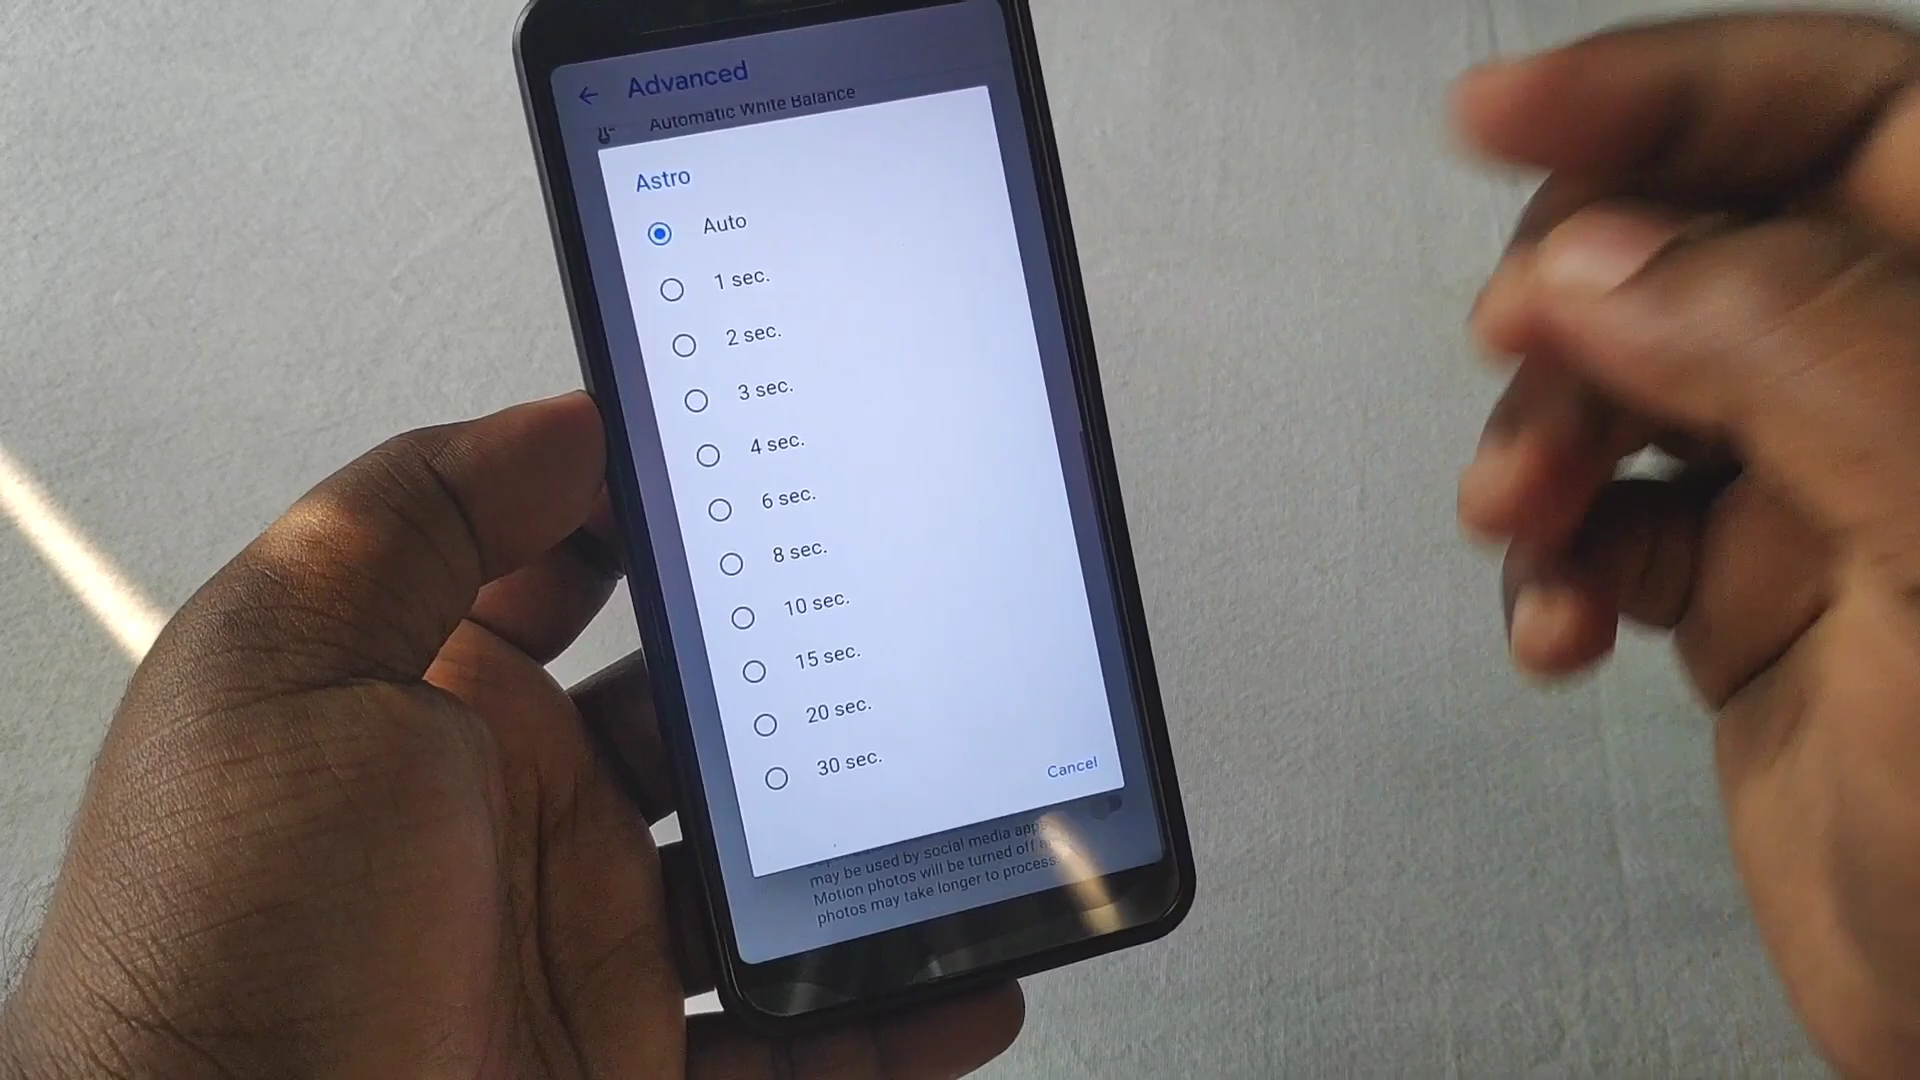 Advanced
Automatic White Balance
Astro
Auto
1 sec.
2 sec.
3 sec.
4 sec.
6 sec.
8 sec.
10 sec.
15 sec.
20 sec.
30 sec.
Cancel
may be used by social media apps
Motion photos will be turned off
photos may take longer to process.